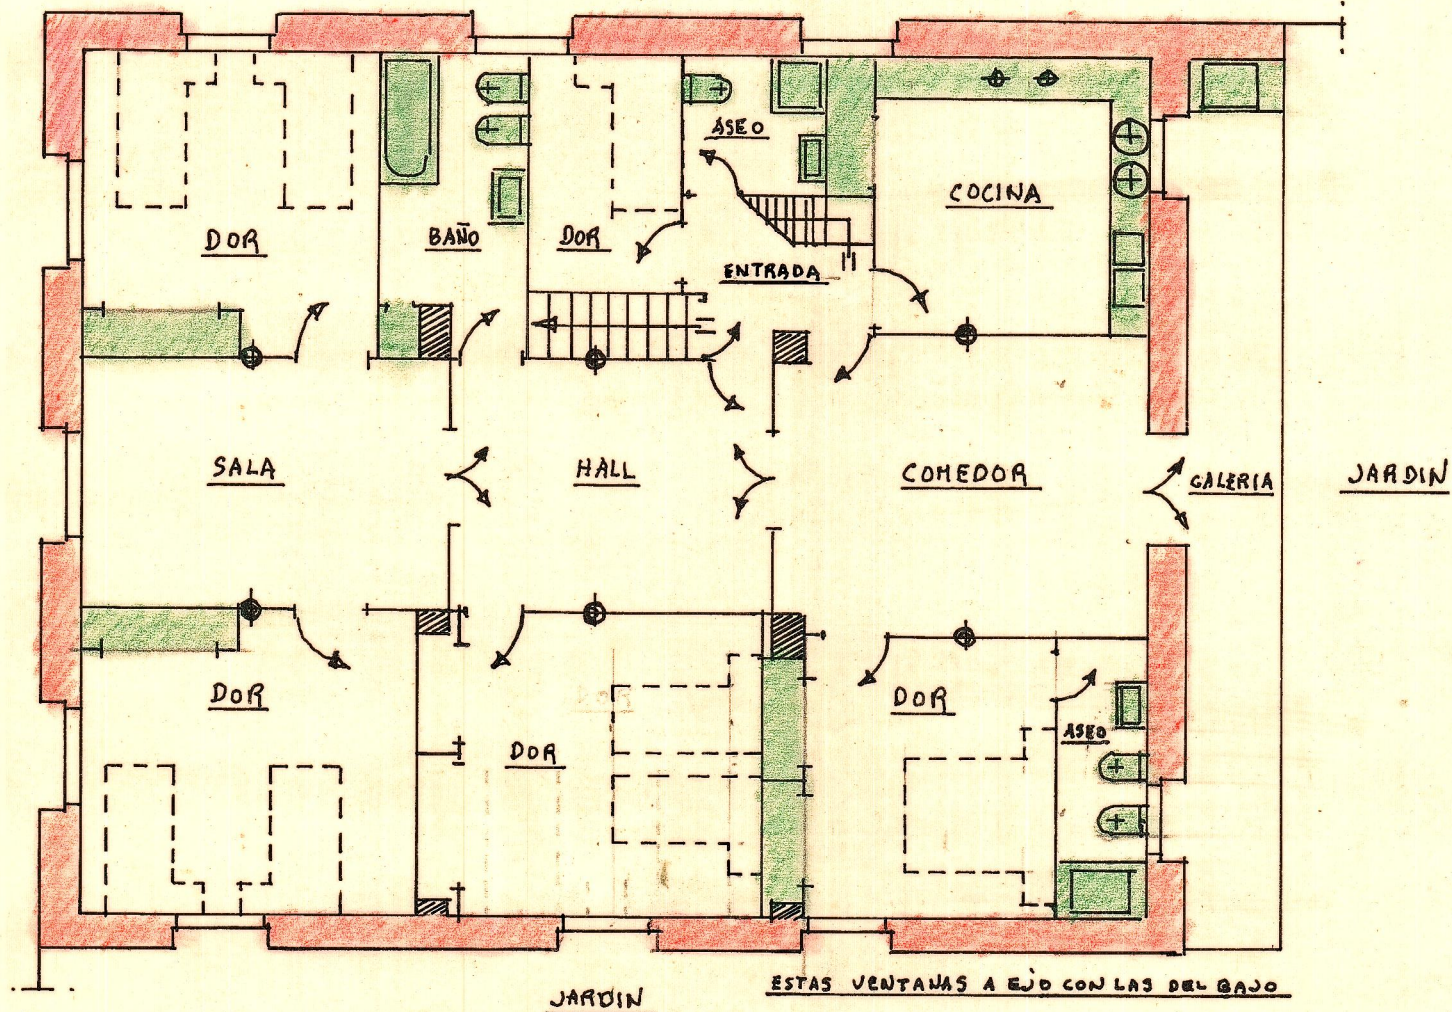 ASEO
COCINA
DOR
BAÑO
DOR
ENTRADA
SALA
HALL
COMEDOR
GALERIA
JARDIN
DOR
DOR
DOR
ASEO
JARDIN
ESTAS VENTANAS A EJO CON LAS DEL BAJO